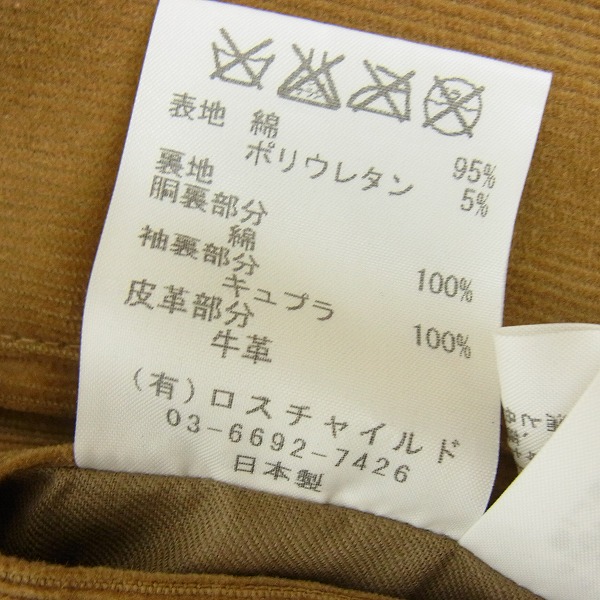 表地 綿 95%
ポリウレタン 5%
裏地
胴裏部分
綿 100%
袖裏部分
キュプラ 100%
皮革部分
牛革
(有)ロスチャイルド
03-6692-7426
日本製